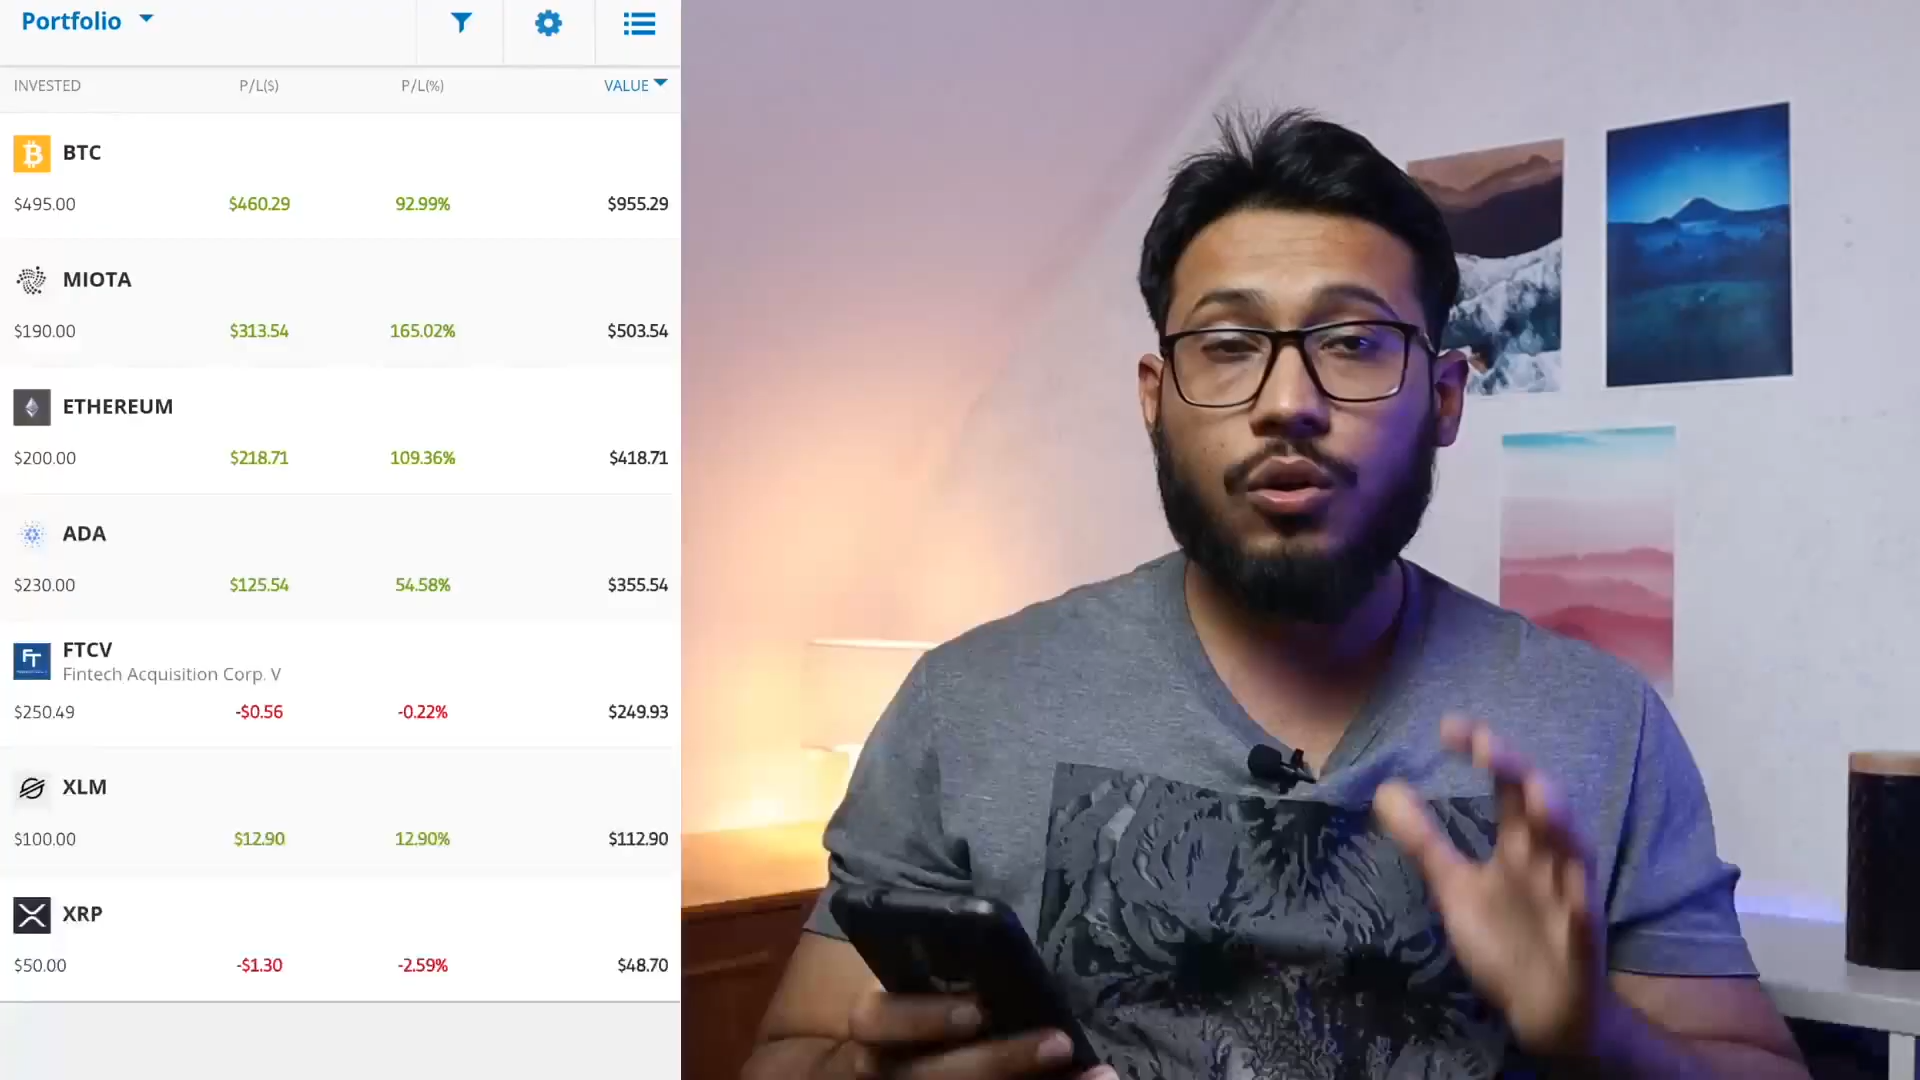 Portfolio
INVESTED P/L($) P/L(%) VALUE
BTC
$495.00 $460.29 92.99% $955.29
MIOTA
$190.00 $313.54 165.02% $503.54
ETHEREUM
$200.00 $218.71 109.36% $418.71
ADA
$230.00 $125.54 54.58% $355.54
FT
FTCV
Fintech Acquisition Corp. V
$250.49 -$0.56 -0.22% $249.93
XLM
$100.00 $12.90 12.90% $112.90
XRP
$50.00 -$1.30 -2.59% $48.70